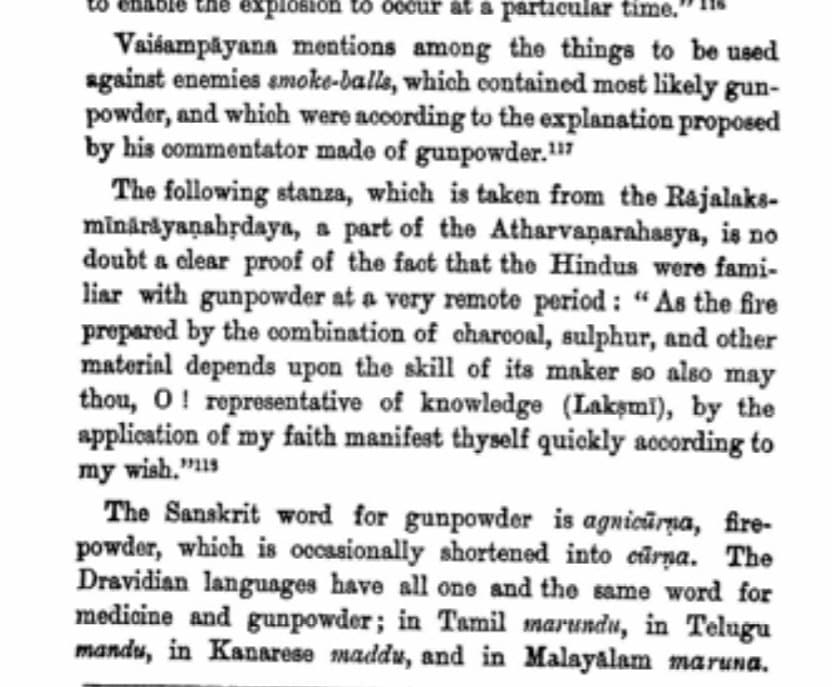 to enable the explosion to occur at a particular time." 116
Vaiśampāyana mentions among the things to be used
against enemies smoke-balls, which contained most likely gun-
powder, and which were according to the explanation proposed
by his commentator made of gunpowder.¹¹⁷
The following stanza, which is taken from the Rājalakṣ-
mīnārāyaṇahṛdaya, a part of the Atharvaṇarahasya, is no
doubt a clear proof of the fact that the Hindus were fami-
liar with gunpowder at a very remote period : “ As the fire
prepared by the combination of charcoal, sulphur, and other
material depends upon the skill of its maker so also may
thou, O ! representative of knowledge (Lakṣmī), by the
application of my faith manifest thyself quickly according to
my wish.”¹¹⁸
The Sanskrit word for gunpowder is agnicūrṇa, fire-
powder, which is occasionally shortened into cūrṇa. The
Dravidian languages have all one and the same word for
medicine and gunpowder; in Tamil marundu, in Telugu
mandu, in Kanarese maddu, and in Malayālam maruna.